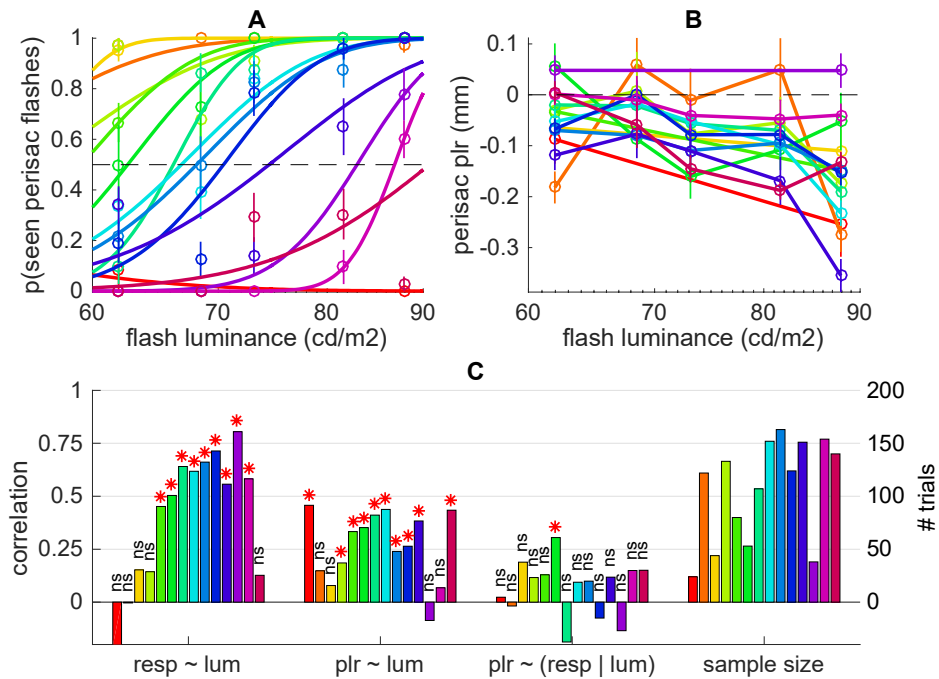 A
B
p(seen perisac flashes)
1
0.8
0.6
0.4
0.2
0
60
70
80
90
flash luminance (cd/m2)
perisac plr (mm)
0.1
0
-0.1
-0.2
-0.3
60
70
80
90
flash luminance (cd/m2)
C
correlation
1
0.75
0.5
0.25
0
200
150
100
50
0
# trials
ns ns ns ns * * * * * * * * * ns
* ns ns * * * * * * * * ns ns *
ns ns ns ns ns * ns ns ns ns ns ns ns ns
resp ~ lum
plr ~ lum
plr ~ (resp | lum)
sample size